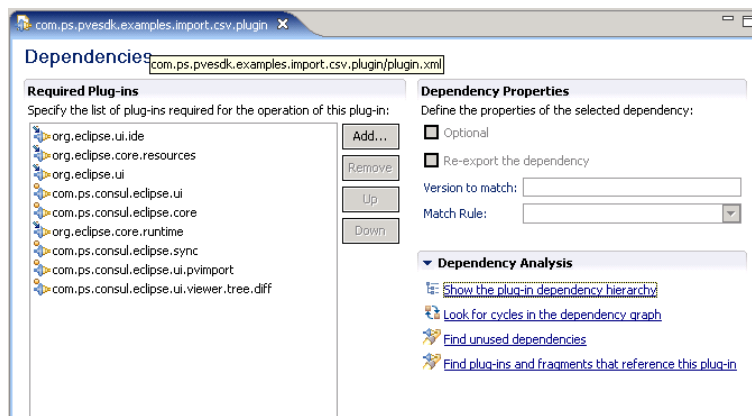 com.ps.pvesdk.examples.import.csv.plugin
Dependencies
com.ps.pvesdk.examples.import.csv.plugin/plugin.xml
Required Plug-ins
Specify the list of plug-ins required for the operation of this plug-in:
org.eclipse.ui.ide
org.eclipse.core.resources
org.eclipse.ui
com.ps.consul.eclipse.ui
com.ps.consul.eclipse.core
org.eclipse.core.runtime
com.ps.consul.eclipse.sync
com.ps.consul.eclipse.ui.pvimport
com.ps.consul.eclipse.ui.viewer.tree.diff
Add...
Remove
Up
Down
Dependency Properties
Define the properties of the selected dependency:
Optional
Re-export the dependency
Version to match:
Match Rule:
Dependency Analysis
Show the plug-in dependency hierarchy
Look for cycles in the dependency graph
Find unused dependencies
Find plug-ins and fragments that reference this plug-in